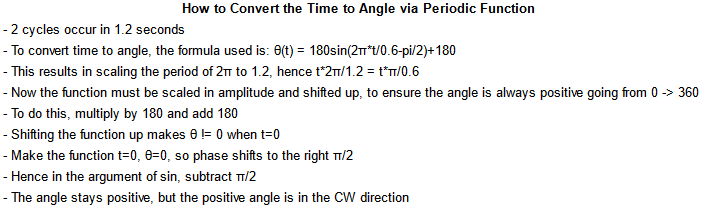 How to Convert the Time to Angle via Periodic Function
- 2 cycles occur in 1.2 seconds
- To convert time to angle, the formula used is: θ(t) = 180sin(2π*t/0.6-pi/2)+180
- This results in scaling the period of 2π to 1.2, hence t*2π/1.2 = t*π/0.6
- Now the function must be scaled in amplitude and shifted up, to ensure the angle is always positive going from 0 -> 360
- To do this, multiply by 180 and add 180
- Shifting the function up makes θ != 0 when t=0
- Make the function t=0, θ=0, so phase shifts to the right π/2
- Hence in the argument of sin, subtract π/2
- The angle stays positive, but the positive angle is in the CW direction